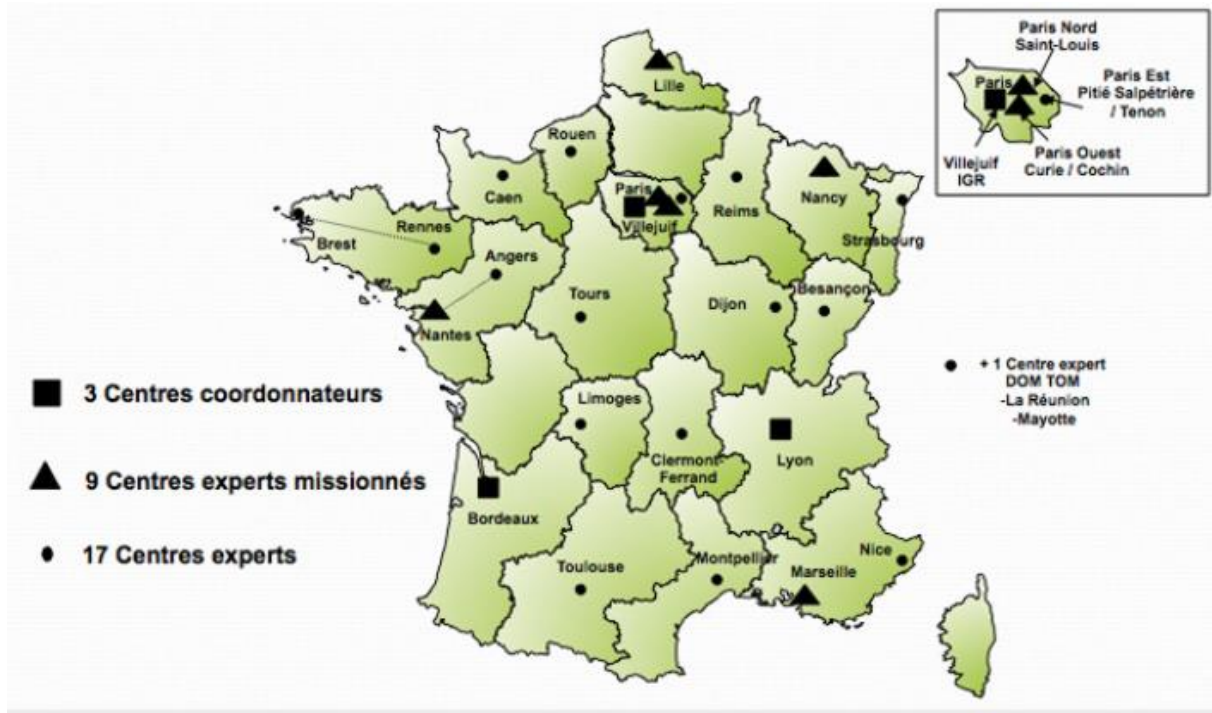 Paris Nord
Saint-Louis
Paris
Paris Est
Pitié Salpétrière
/ Tenon
Villejuif
IGR
Paris Ouest
Curie / Cochin
Lille
Rouen
Caen
Paris
Villejuif
Reims
Nancy
Strasbourg
Brest
Rennes
Angers
Nantes
Tours
Dijon
Besançon
3 Centres coordonnateurs
9 Centres experts missionnés
17 Centres experts
+ 1 Centre expert
DOM TOM
-La Réunion
-Mayotte
Limoges
Clermont-
Ferrand
Lyon
Bordeaux
Toulouse
Montpellier
Marseille
Nice